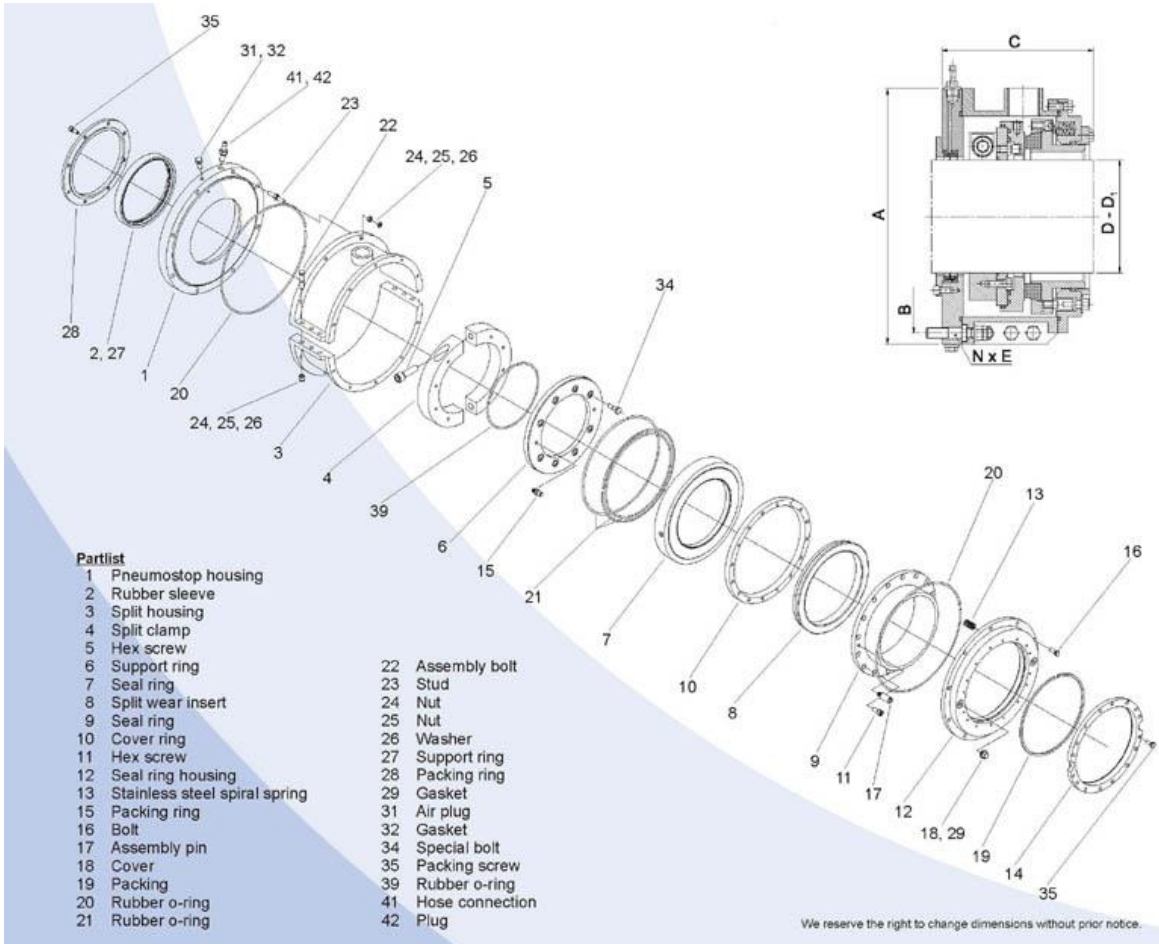 35
31, 32
41, 42
23
22
24, 25, 26
5
28
2, 27
1
20
24, 25, 26
3
4
39
34
6
15
21
7
10
8
20
13
16
9
11
17
12
18, 29
19
14
35
C
A
B
D - D1
N x E
Partlist
1 Pneumostop housing
2 Rubber sleeve
3 Split housing
4 Split clamp
5 Hex screw
6 Support ring
7 Seal ring
8 Split wear insert
9 Seal ring
10 Cover ring
11 Hex screw
12 Seal ring housing
13 Stainless steel spiral spring
15 Packing ring
16 Bolt
17 Assembly pin
18 Cover
19 Packing
20 Rubber o-ring
21 Rubber o-ring
22 Assembly bolt
23 Stud
24 Nut
25 Nut
26 Washer
27 Support ring
28 Packing ring
29 Gasket
31 Air plug
32 Gasket
34 Special bolt
35 Packing screw
39 Rubber o-ring
41 Hose connection
42 Plug
We reserve the right to change dimensions without prior notice.